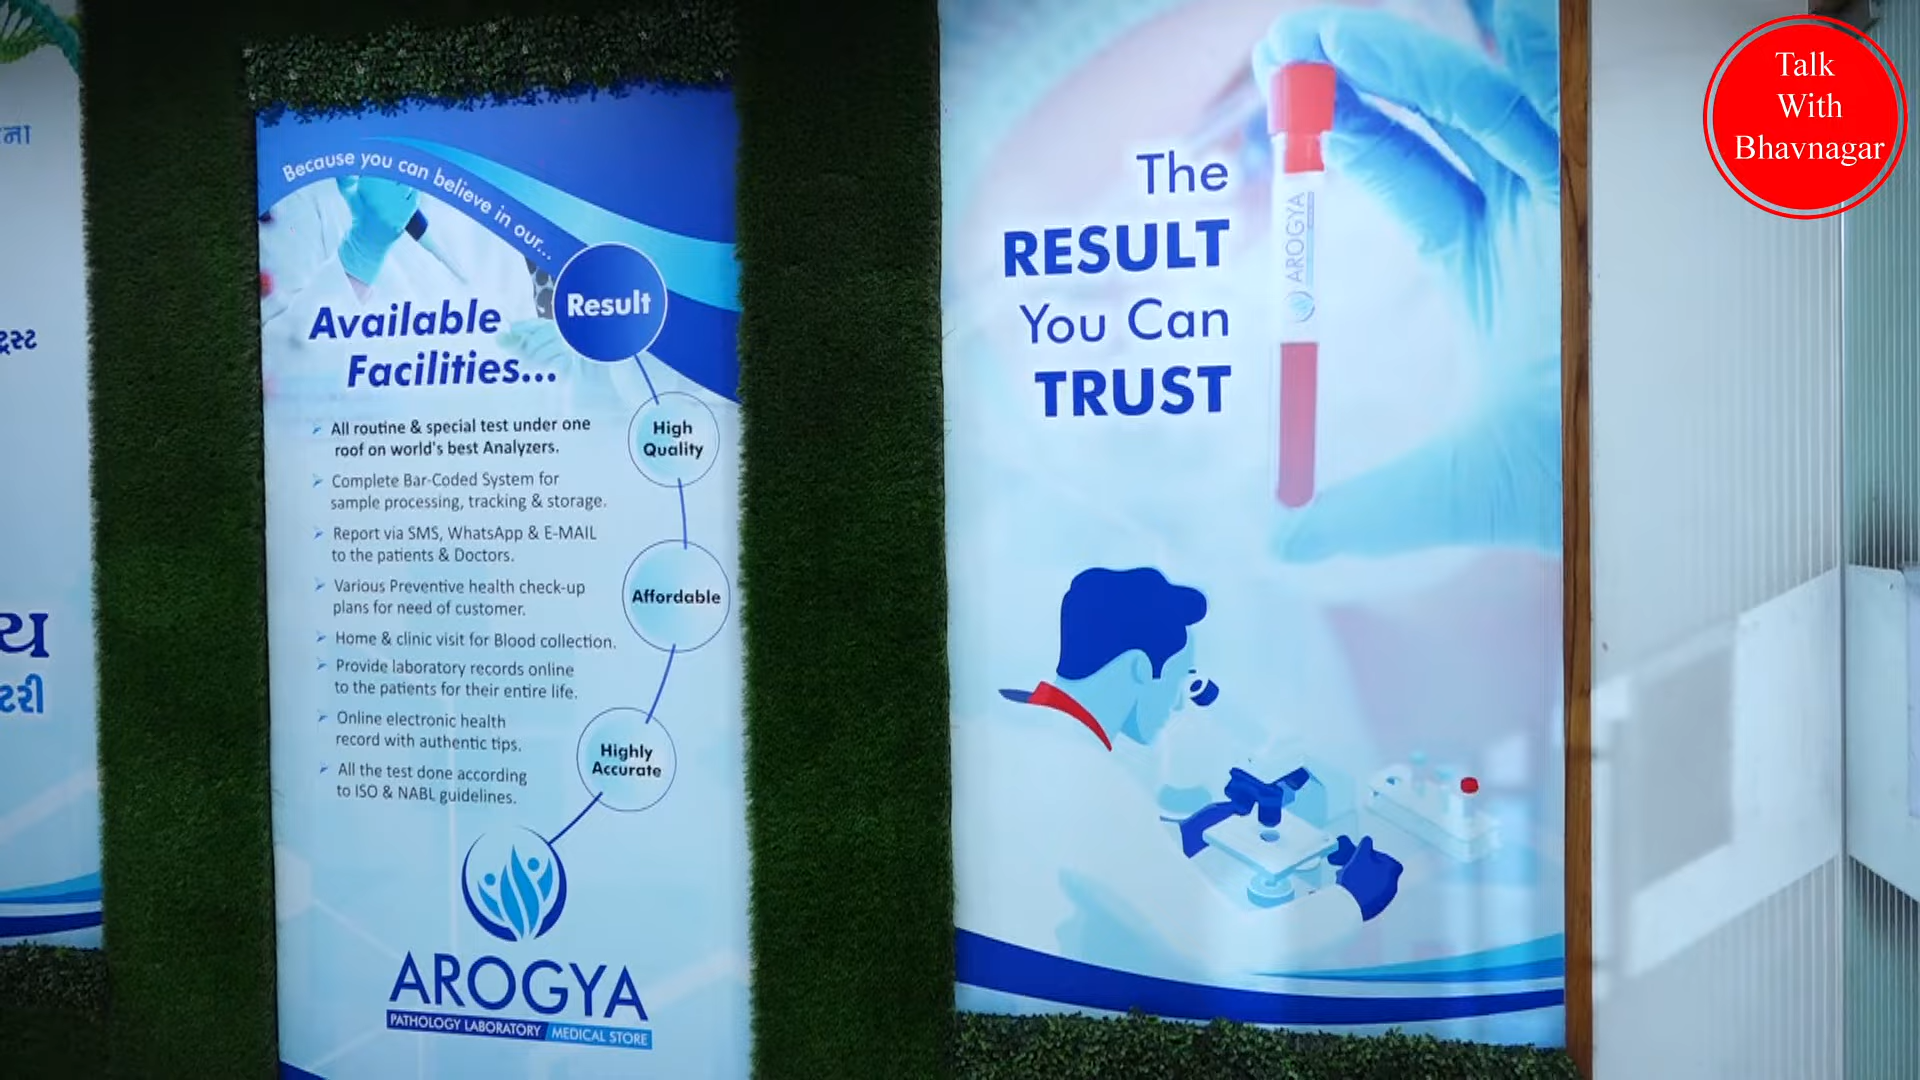 ટ્રસ્ટ
ટરી
Because you can believe in our...
Result
Available
Facilities...
All routine & special test under one
roof on world's best Analyzers.
Complete Bar-Coded System for
sample processing, tracking & storage.
Report via SMS, WhatsApp & E-MAIL
to the patients & Doctors.
Various Preventive health check-up
plans for need of customer.
Home & clinic visit for Blood collection.
Provide laboratory records online
to the patients for their entire life.
Online electronic health
record with authentic tips.
All the test done according
to ISO & NABL guidelines.
High
Quality
Affordable
Highly
Accurate
AROGYA
PATHOLOGY LABORATORY MEDICAL STORE
The
RESULT
You Can
TRUST
AROGYA
Talk
With
Bhavnagar